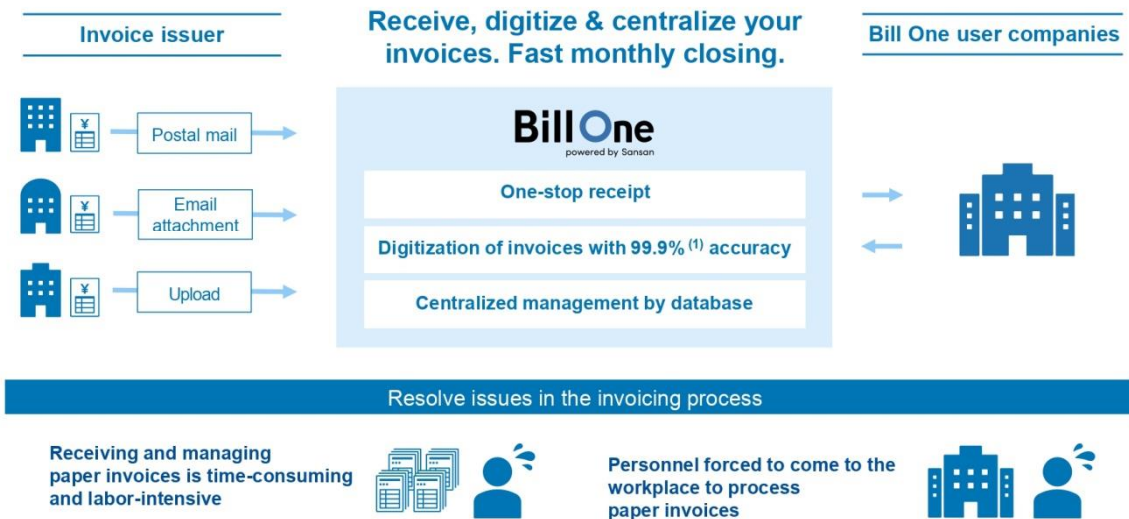 Invoice issuer
Receive, digitize & centralize your
invoices. Fast monthly closing.
Bill One user companies
¥
Postal mail
¥
Email
attachment
¥
Upload
Bill One
powered by Sansan
One-stop receipt
Digitization of invoices with 99.9% (1) accuracy
Centralized management by database
Resolve issues in the invoicing process
Receiving and managing
paper invoices is time-consuming
and labor-intensive
Personnel forced to come to the
workplace to process
paper invoices